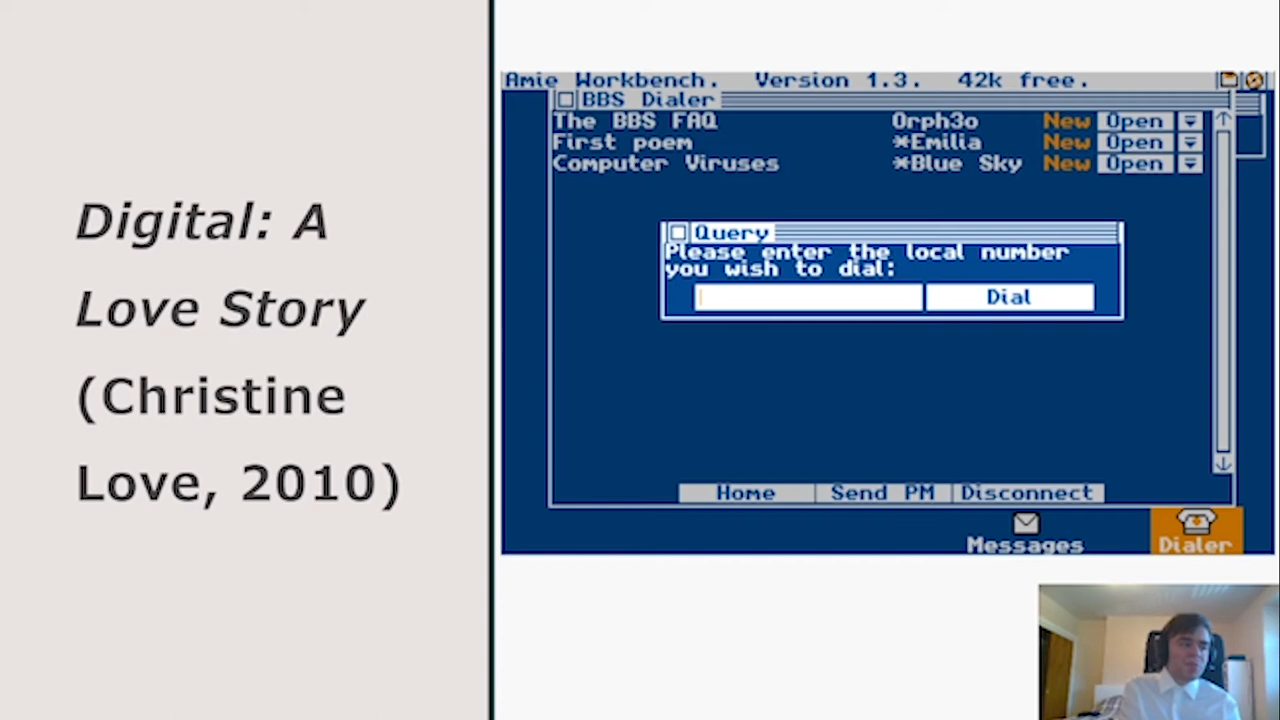 Digital: A
Love Story
(Christine
Love, 2010)
Amie Workbench. Version 1.3. 42k free.
BBS Dialer
The BBS FAQ Orph3o New Open
First poem *Emilia New Open
Computer Viruses *Blue Sky New Open
Query
Please enter the local number
you wish to dial:
Dial
Home Send PM Disconnect
Messages Dialer